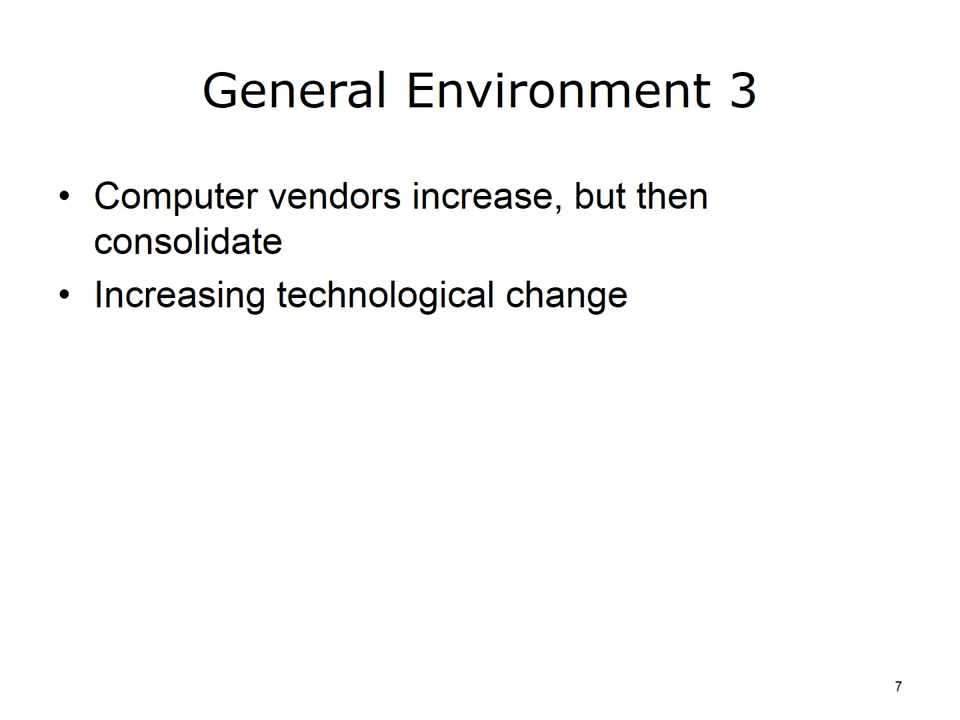 General Environment 3
• Computer vendors increase, but then
consolidate
• Increasing technological change
7